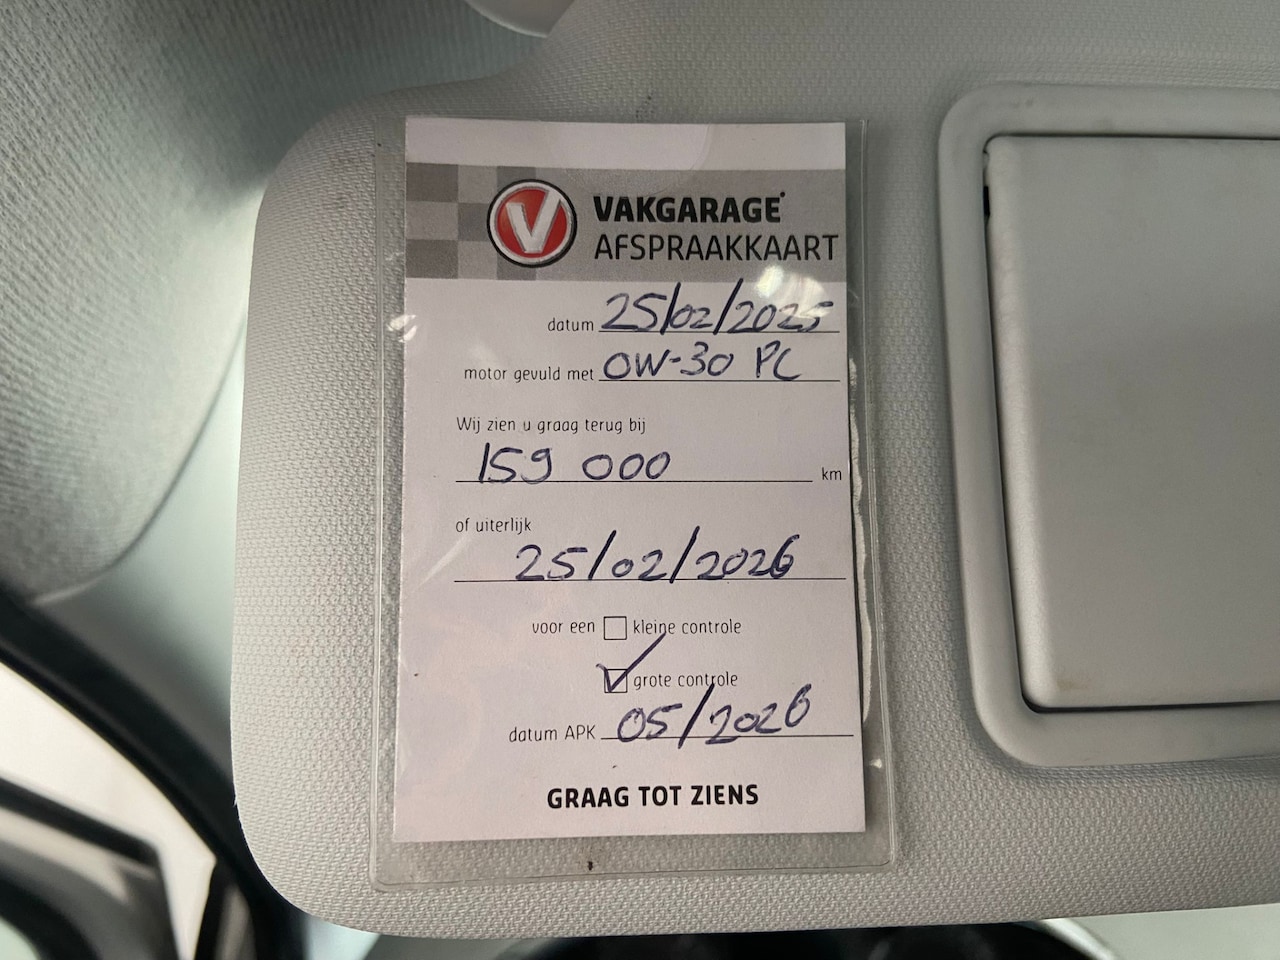 V VAKGARAGE
AFSPRAAKKAART
datum 25/02/2025
motor gevuld met 0W-30 PC
Wij zien u graag terug bij
159 000 km
of uiterlijk
25/02/2026
voor een kleine controle
grote controle
datum APK 05/2026
GRAAG TOT ZIENS